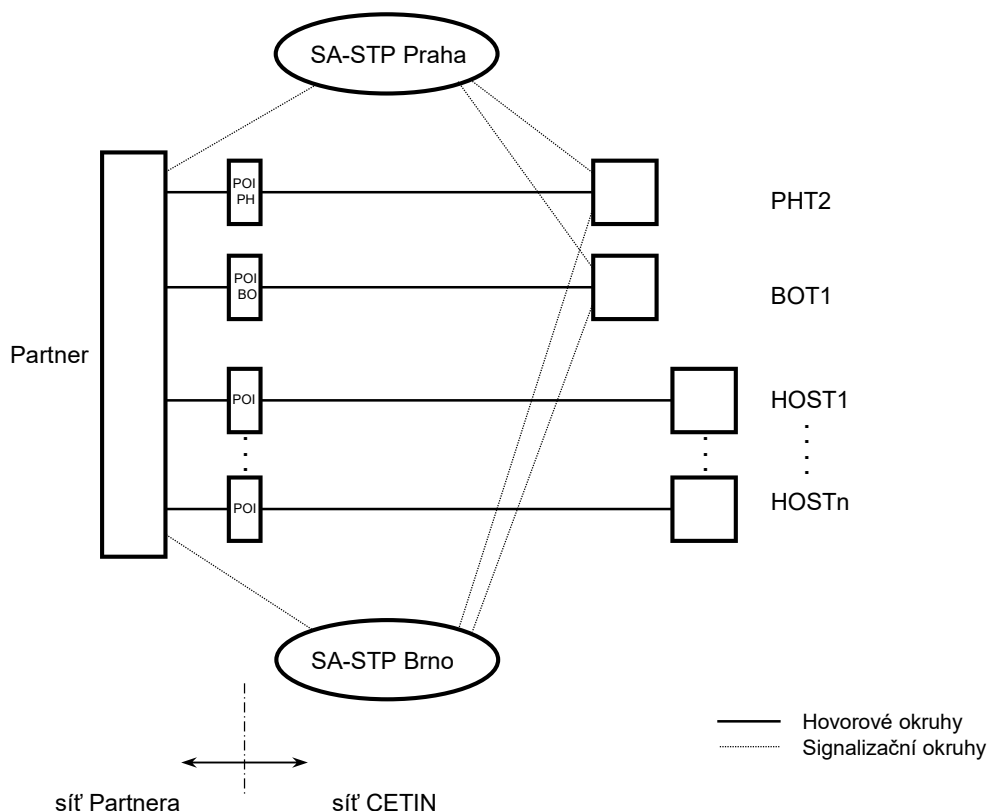 SA-STP Praha
POI
PH
PHT2
POI
BO
BOT1
Partner
POI
HOST1
POI
HOSTn
SA-STP Brno
Hovorové okruhy
Signalizační okruhy
síť Partnera
síť CETIN